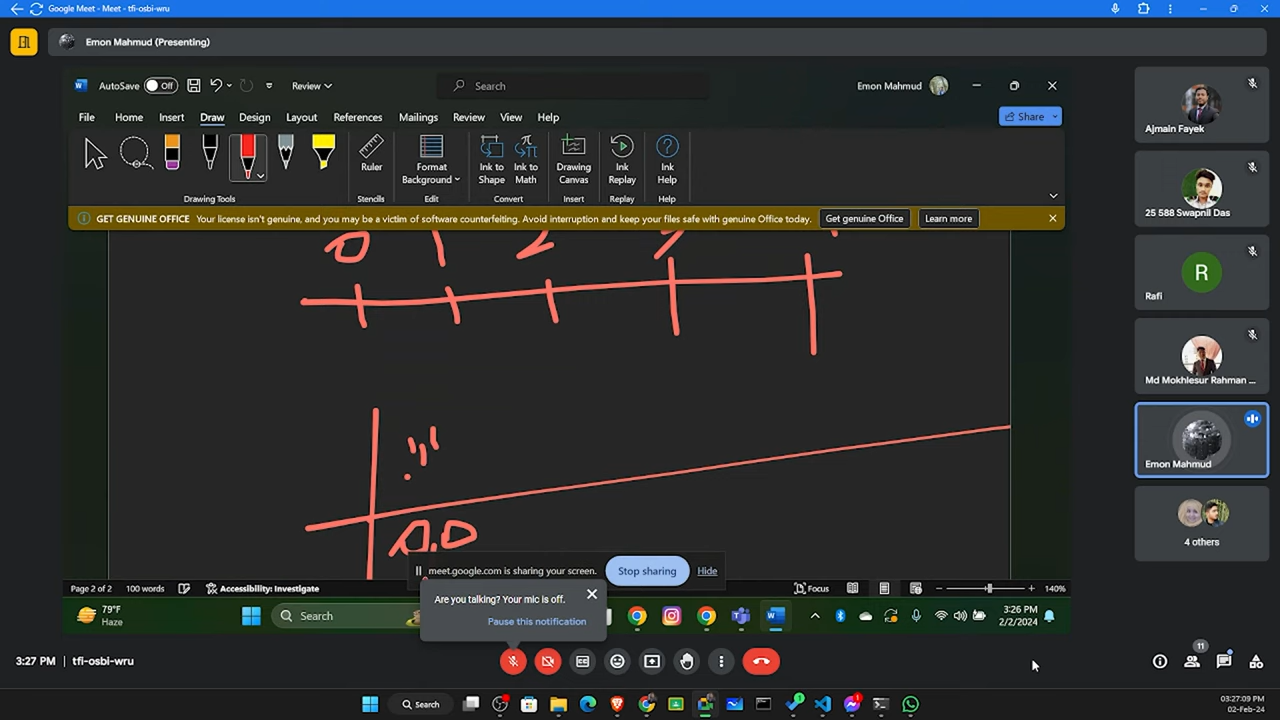 Google Meet - Meet - tfi-osbi-wru
Emon Mahmud (Presenting)
AutoSave Off
Review
Search
Emon Mahmud
File Home Insert Draw Design Layout References Mailings Review View Help
Share
Ruler
Format Background
Ink to Shape
Ink to Math
Drawing Canvas
Ink Replay
Ink Help
Drawing Tools Stencils Edit Convert Insert Replay Help
GET GENUINE OFFICE Your license isn't genuine, and you may be a victim of software counterfeiting. Avoid interruption and keep your files safe with genuine Office today. Get genuine Office Learn more
0 1 2 3
0,0
meet.google.com is sharing your screen. Stop sharing Hide
Page 2 of 2 100 words Accessibility: Investigate Focus 140%
Are you talking? Your mic is off.
Pause this notification
79°F
Haze
Search
3:26 PM
2/2/2024
Ajmain Fayek
25 588 Swapnil Das
R
Rafi
Md Mokhlesur Rahman ...
Emon Mahmud
4 others
3:27 PM | tfi-osbi-wru
11
Search
1
1
03:27:09 PM
02-Feb-24